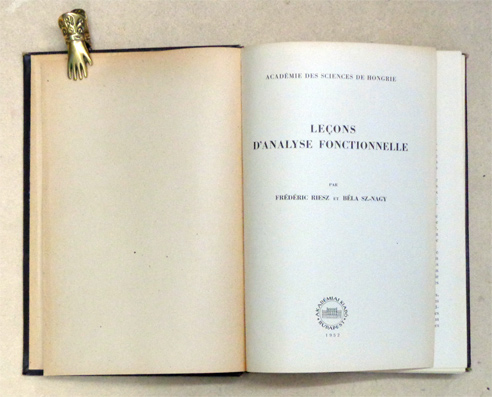 ACADÉMIE DES SCIENCES DE HONGRIE
LEÇONS
D'ANALYSE FONCTIONNELLE
PAR
FRÉDÉRIC RIESZ ET BÉLA SZ.-NAGY
AKADÉMIAI KIADÓ
BUDAPEST
1952